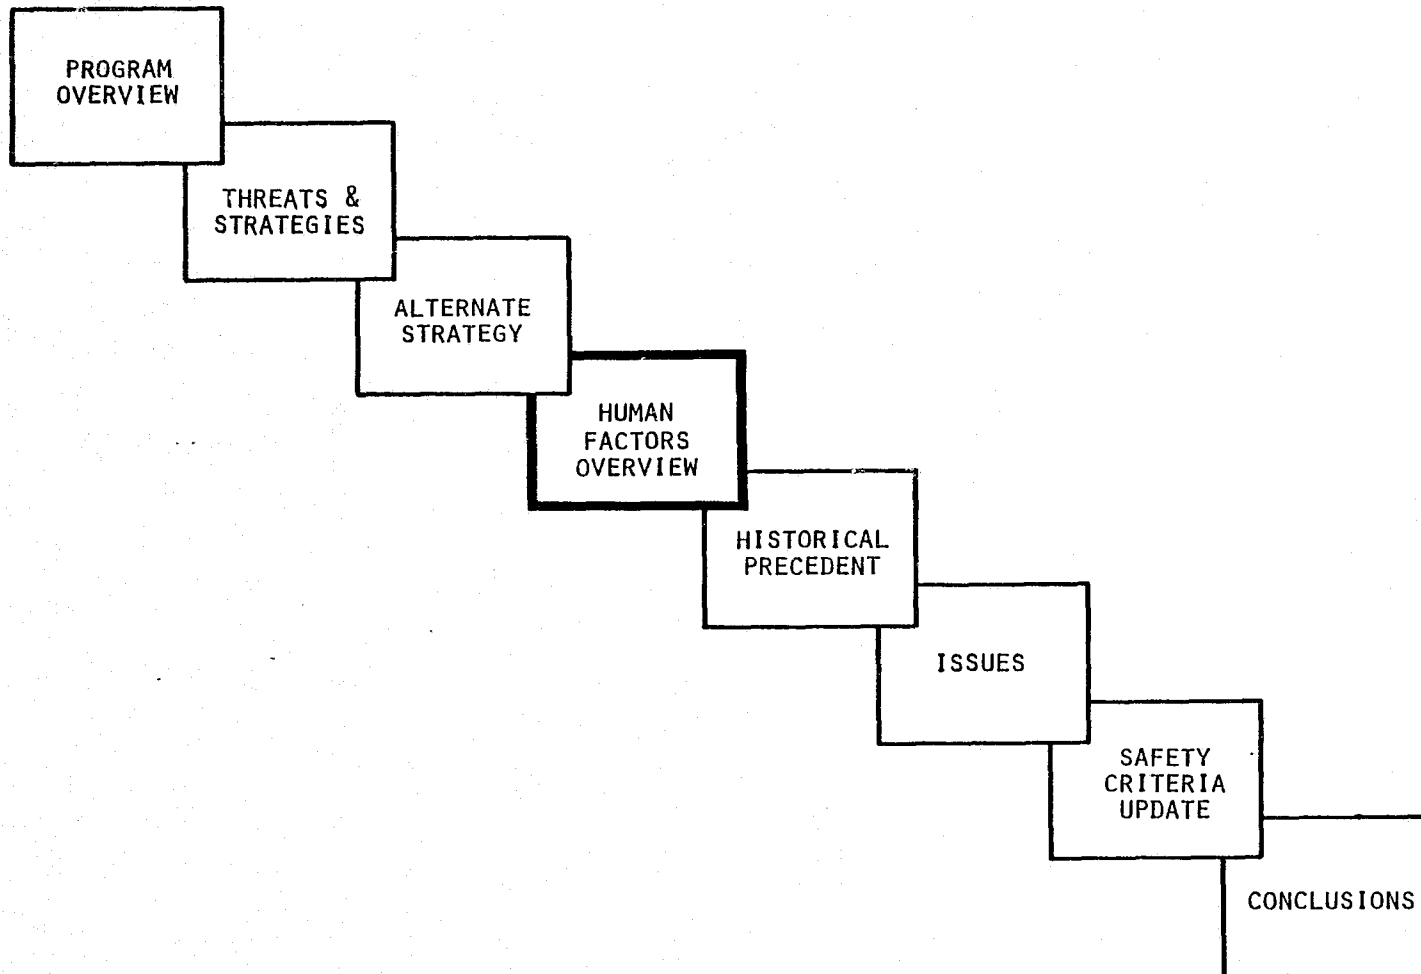 PROGRAM
OVERVIEW
THREATS &
STRATEGIES
ALTERNATE
STRATEGY
HUMAN
FACTORS
OVERVIEW
HISTORICAL
PRECEDENT
ISSUES
SAFETY
CRITERIA
UPDATE
CONCLUSIONS